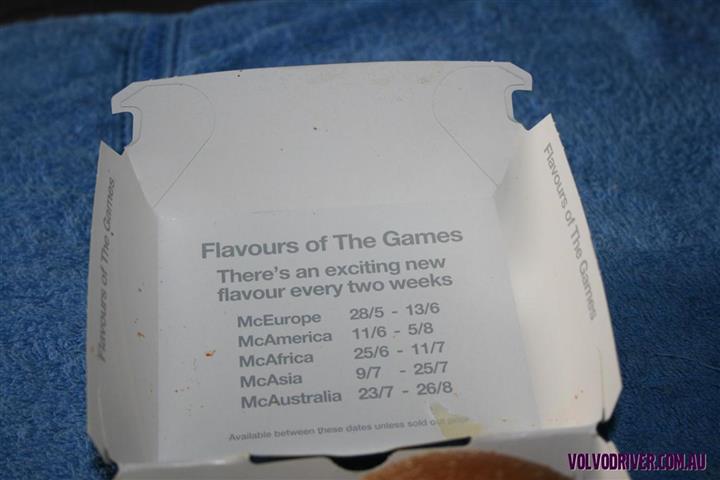 Flavours of The Games
Flavours of The Games
Flavours of The Games
There's an exciting new
flavour every two weeks
McEurope 28/5 - 13/6
McAmerica 11/6 - 5/8
McAfrica 25/6 - 11/7
McAsia 9/7 - 25/7
McAustralia 23/7 - 26/8
Available between these dates unless sold out prior
VOLVODRIVER.COM.AU